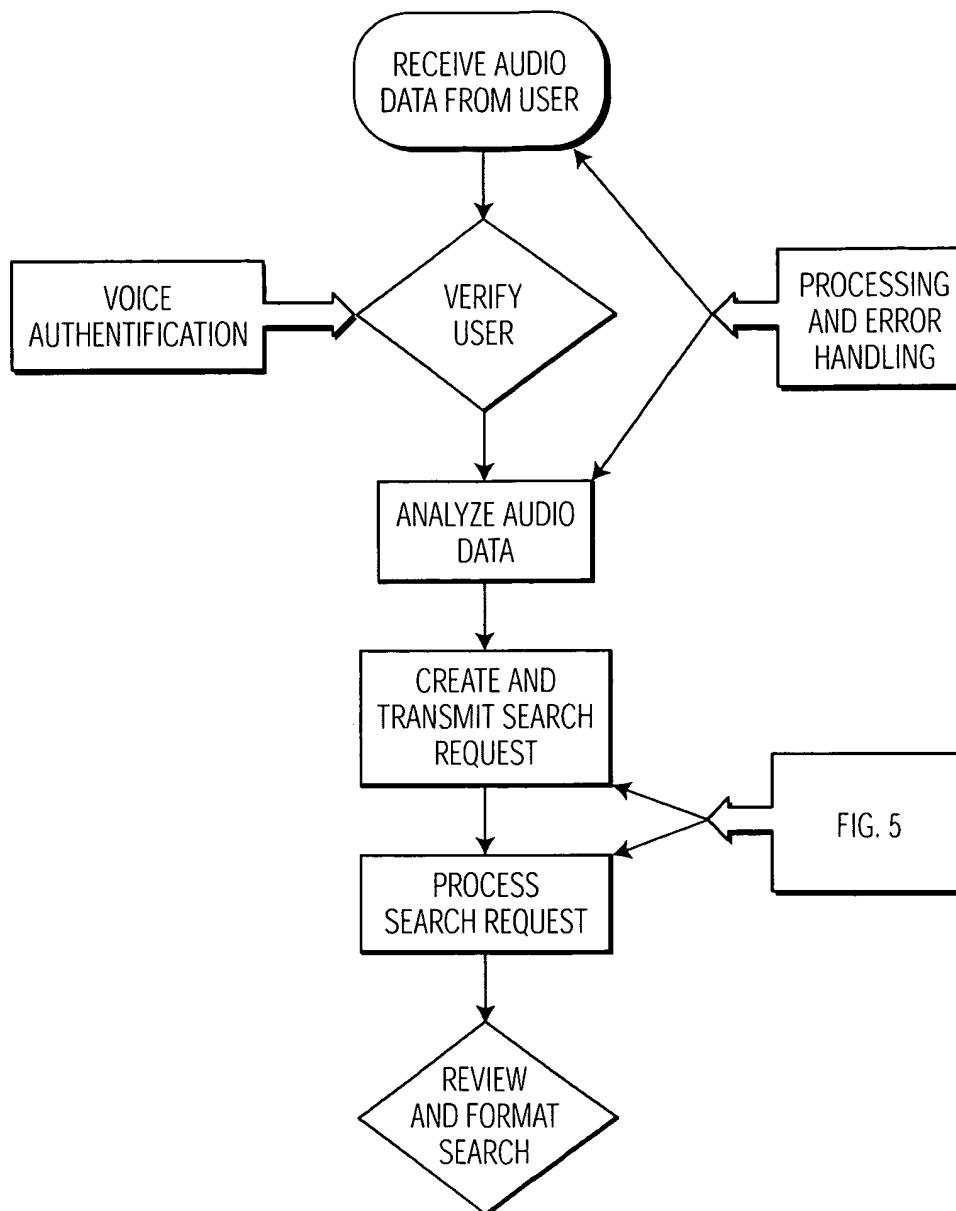 RECEIVE AUDIO
DATA FROM USER
VOICE
AUTHENTIFICATION
VERIFY
USER
PROCESSING
AND ERROR
HANDLING
ANALYZE AUDIO
DATA
CREATE AND
TRANSMIT SEARCH
REQUEST
FIG. 5
PROCESS
SEARCH REQUEST
REVIEW
AND FORMAT
SEARCH